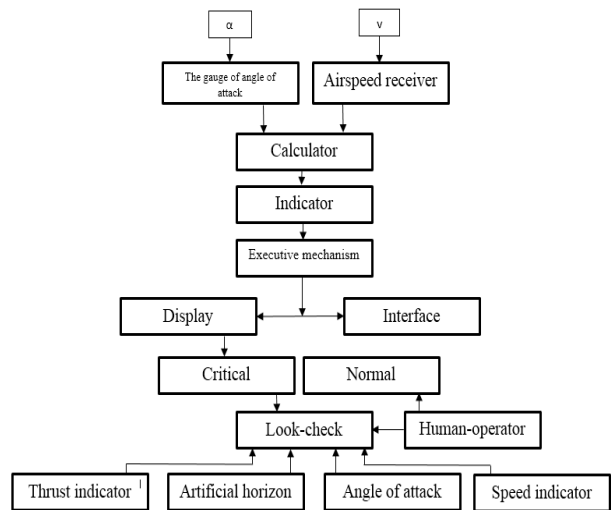 α
v
The gauge of angle of
attack
Airspeed receiver
Calculator
Indicator
Executive mechanism
Display
Interface
Critical
Normal
Look-check
Human-operator
Thrust indicator
Artificial horizon
Angle of attack
Speed indicator